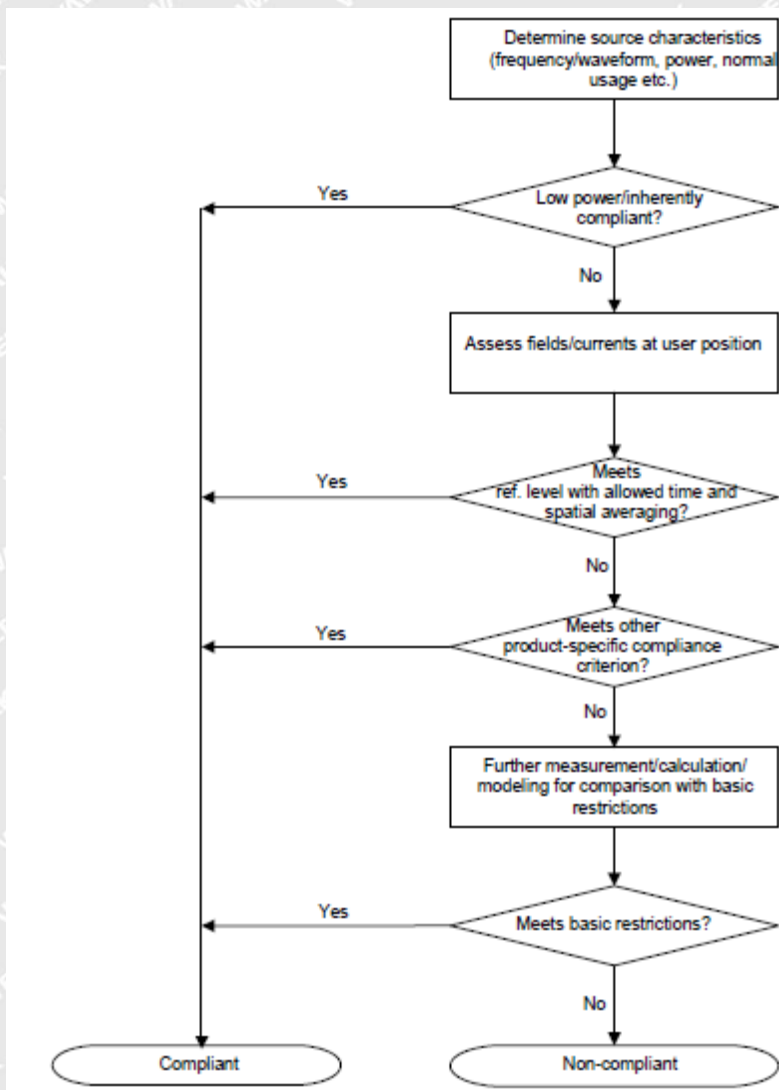 Determine source characteristics
(frequency/waveform, power, normal
usage etc.)
Yes
Low power/inherently
compliant?
No
Assess fields/currents at user position
Yes
Meets
ref. level with allowed time and
spatial averaging?
No
Yes
Meets other
product-specific compliance
criterion?
No
Further measurement/calculation/
modeling for comparison with basic
restrictions
Yes
Meets basic restrictions?
No
Compliant
Non-compliant